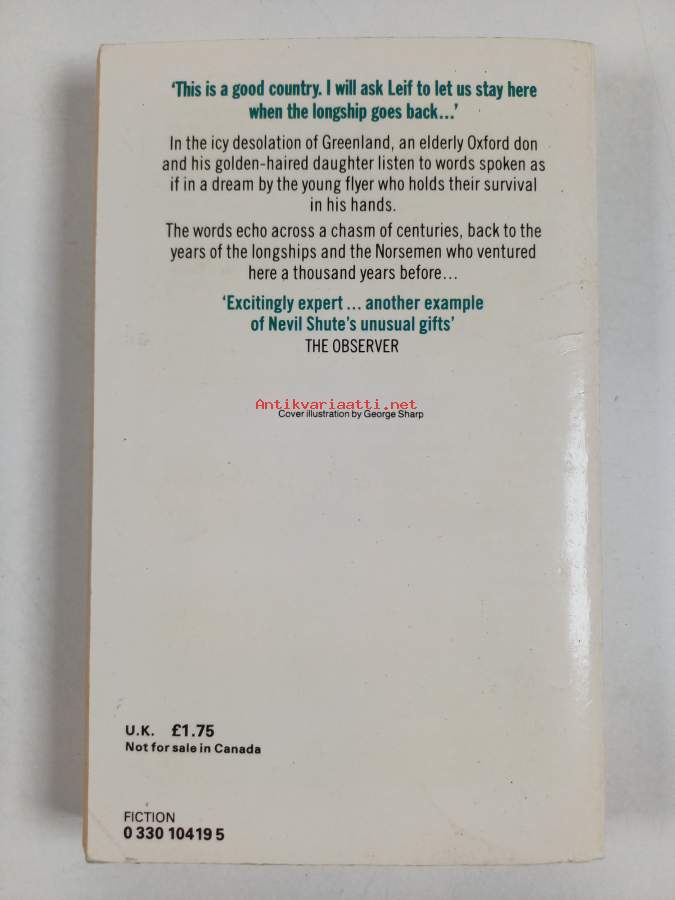 ‘This is a good country. I will ask Leif to let us stay here
when the longship goes back...’
In the icy desolation of Greenland, an elderly Oxford don
and his golden-haired daughter listen to words spoken as
if in a dream by the young flyer who holds their survival
in his hands.
The words echo across a chasm of centuries, back to the
years of the longships and the Norsemen who ventured
here a thousand years before...
‘Excitingly expert ... another example
of Nevil Shute’s unusual gifts’
THE OBSERVER
Antikvariaatti.net
Cover illustration by George Sharp
U.K. £1.75
Not for sale in Canada
FICTION
0 330 10419 5